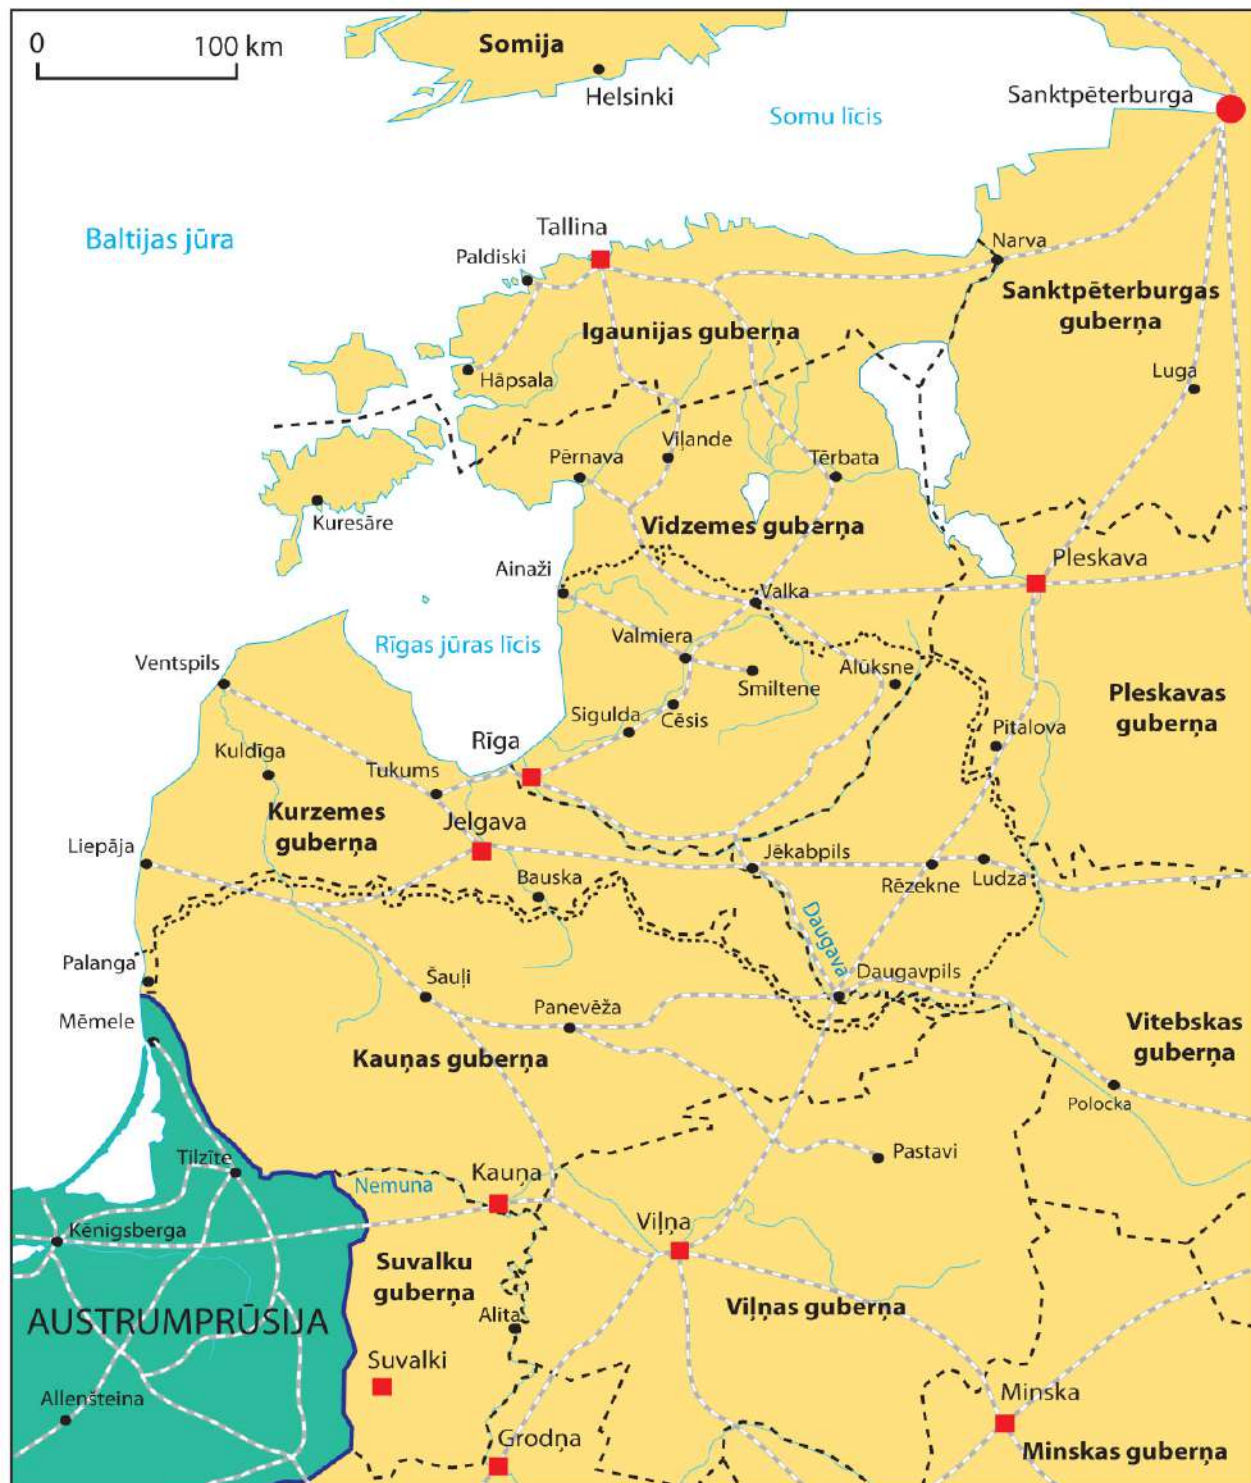 0 100 km
Somija
Helsinki
Sanktpēterburga
Somu līcis
Baltijas jūra
Tallina
Paldiski
Narva
Sanktpēterburgas
guberņa
Igaunijas guberņa
Hāpsala
Luga
Pērnava
Viļande
Tērbata
Kuresāre
Vidzemes guberņa
Ainaži
Pleskava
Valka
Rīgas jūras līcis
Valmiera
Ventspils
Smiltene
Alūksne
Pleskavas
guberņa
Sigulda
Cēsis
Pitalova
Rīga
Kuldīga
Tukums
Kurzemes
guberņa
Jelgava
Liepāja
Jēkabpils
Bauska
Rēzekne
Ludza
Daugava
Palanga
Šauļi
Daugavpils
Panevēža
Mēmele
Vitebskas
guberņa
Kauņas guberņa
Polocka
Pastavi
Tilzīte
Nemuna
Kauņa
Kēnigsberga
Viļņa
Suvalku
guberņa
Viļņas guberņa
AUSTRUMPRŪSIJA
Alita
Suvalki
Allenšteina
Minska
Grodņa
Minskas guberņa